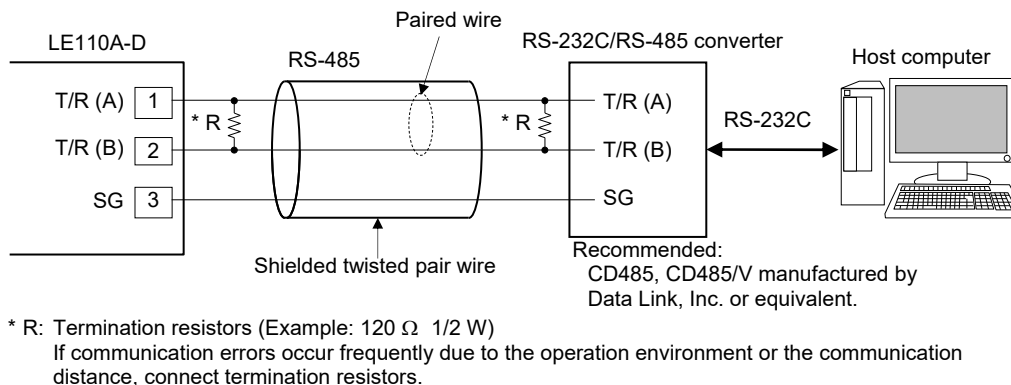 Paired wire
LE110A-D
RS-485
RS-232C/RS-485 converter
Host computer
T/R (A) 1
* R
* R
T/R (A)
RS-232C
T/R (B) 2
T/R (B)
SG 3
SG
Shielded twisted pair wire
Recommended:
CD485, CD485/V manufactured by
Data Link, Inc. or equivalent.
* R: Termination resistors (Example: 120 Ω 1/2 W)
If communication errors occur frequently due to the operation environment or the communication
distance, connect termination resistors.